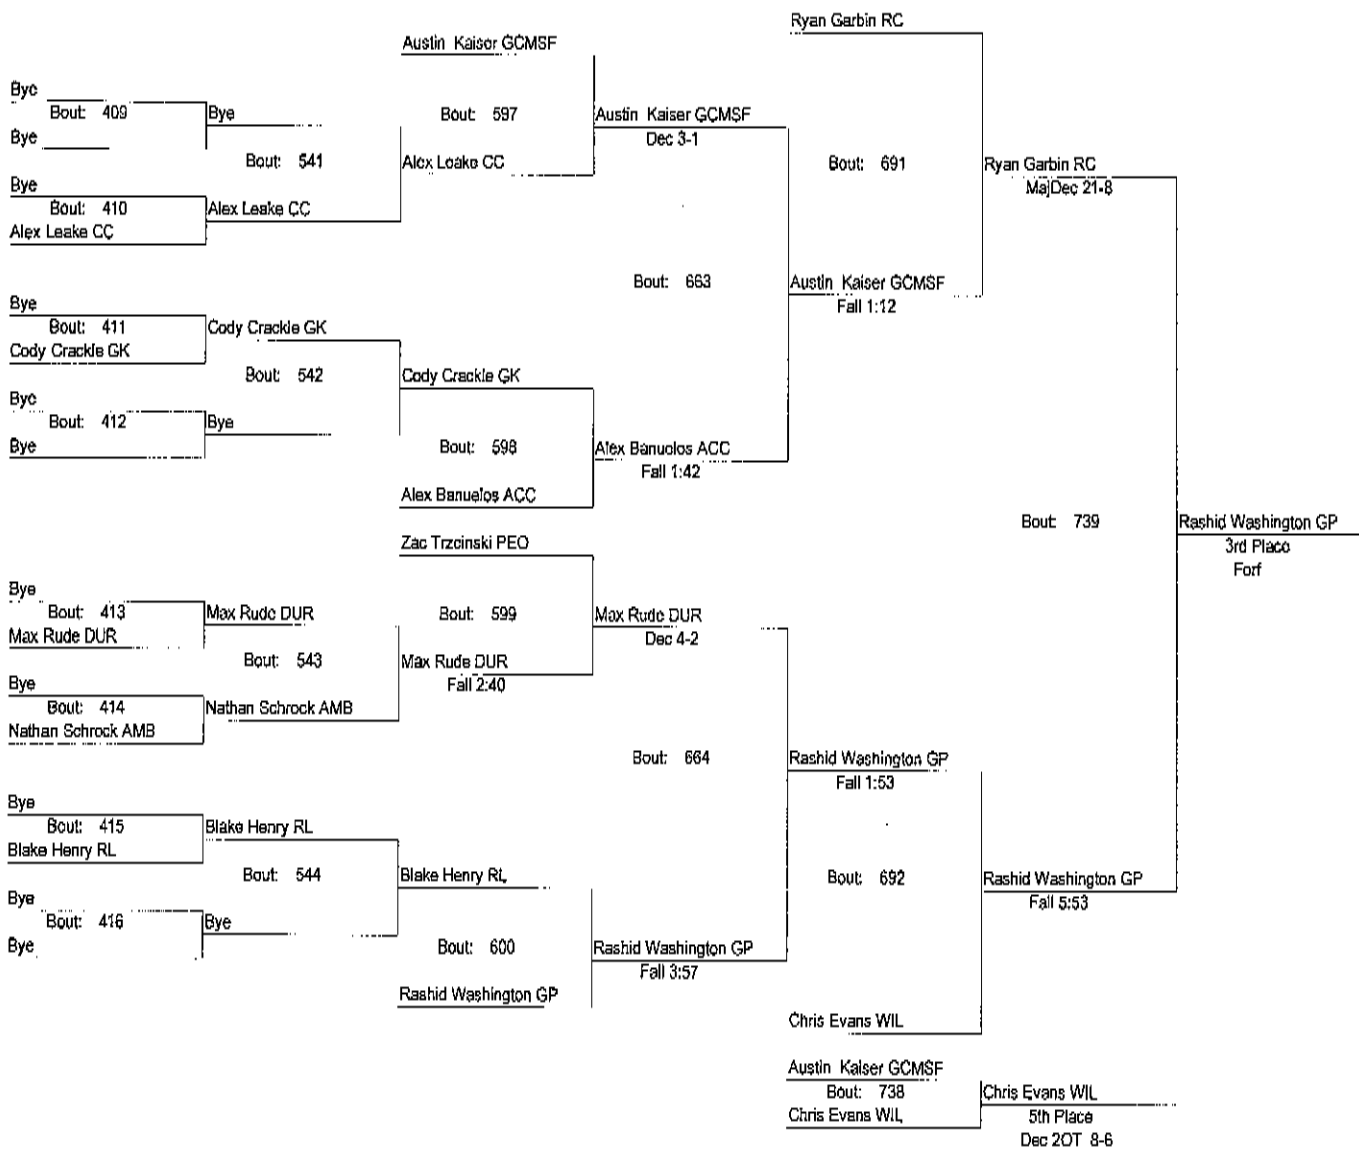 Ryan Garbin RC
Austin Kaiser GCMSF
Bye
Bout: 409
Bye
Bye
Bout: 541
Bye
Bout: 410
Alex Leake CC
Alex Leake CC
Bout: 597
Alex Leake CC
Austin Kaiser GCMSF
Dec 3-1
Bout: 691
Ryan Garbin RC
MajDec 21-8
Bout: 663
Austin Kaiser GCMSF
Fall 1:12
Bye
Bout: 411
Cody Crackle GK
Cody Crackle GK
Bout: 542
Bye
Bout: 412
Bye
Bye
Cody Crackle GK
Bout: 598
Alex Banuelos ACC
Alex Banuelos ACC
Fall 1:42
Bout: 739
Rashid Washington GP
3rd Place
Forf
Zac Trzcinski PEO
Bye
Bout: 413
Max Rude DUR
Max Rude DUR
Bout: 543
Bye
Bout: 414
Nathan Schrock AMB
Nathan Schrock AMB
Bout: 599
Max Rude DUR
Fall 2:40
Max Rude DUR
Dec 4-2
Bout: 664
Rashid Washington GP
Fall 1:53
Bye
Bout: 415
Blake Henry RL
Blake Henry RL
Bout: 544
Bye
Bout: 416
Bye
Bye
Blake Henry RL
Bout: 600
Rashid Washington GP
Rashid Washington GP
Fall 3:57
Bout: 692
Rashid Washington GP
Fall 5:53
Chris Evans WIL
Austin Kaiser GCMSF
Bout: 738
Chris Evans WIL
Chris Evans WIL
5th Place
Dec 2OT 8-6